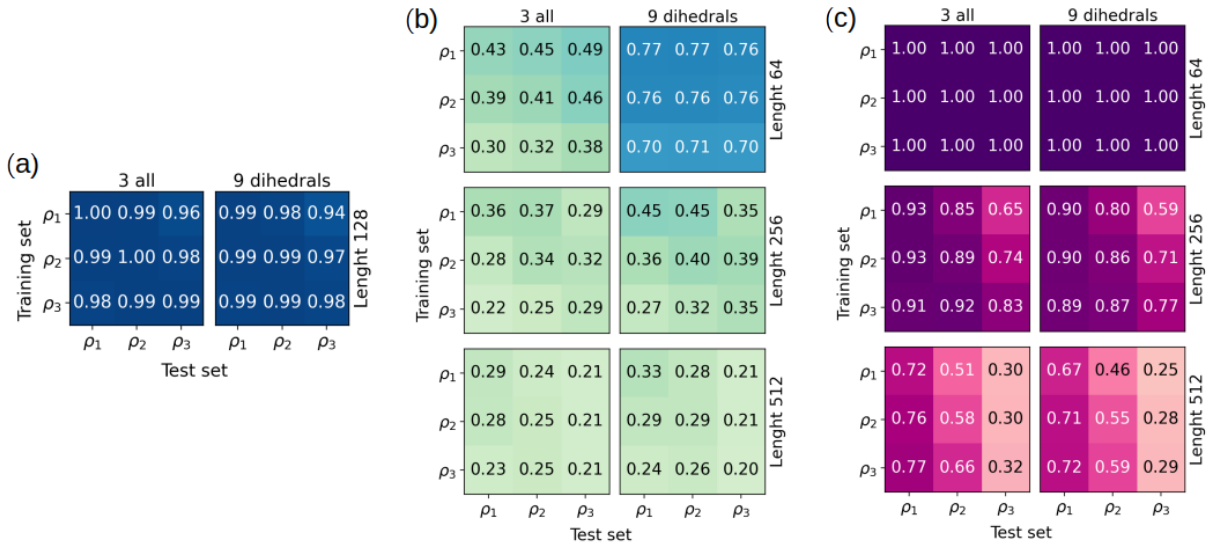 (a)
3 all 9 dihedrals
Training set
ρ1 1.00 0.99 0.96 0.99 0.98 0.94
ρ2 0.99 1.00 0.98 0.99 0.99 0.97
ρ3 0.98 0.99 0.99 0.99 0.99 0.98
Lenght 128
ρ1 ρ2 ρ3 ρ1 ρ2 ρ3
Test set
(b)
3 all 9 dihedrals
Training set
ρ1 0.43 0.45 0.49 0.77 0.77 0.76
ρ2 0.39 0.41 0.46 0.76 0.76 0.76
ρ3 0.30 0.32 0.38 0.70 0.71 0.70
Lenght 64
ρ1 0.36 0.37 0.29 0.45 0.45 0.35
ρ2 0.28 0.34 0.32 0.36 0.40 0.39
ρ3 0.22 0.25 0.29 0.27 0.32 0.35
Lenght 256
ρ1 0.29 0.24 0.21 0.33 0.28 0.21
ρ2 0.28 0.25 0.21 0.29 0.29 0.21
ρ3 0.23 0.25 0.21 0.24 0.26 0.20
Lenght 512
ρ1 ρ2 ρ3 ρ1 ρ2 ρ3
Test set
(c)
3 all 9 dihedrals
Training set
ρ1 1.00 1.00 1.00 1.00 1.00 1.00
ρ2 1.00 1.00 1.00 1.00 1.00 1.00
ρ3 1.00 1.00 1.00 1.00 1.00 1.00
Lenght 64
ρ1 0.93 0.85 0.65 0.90 0.80 0.59
ρ2 0.93 0.89 0.74 0.90 0.86 0.71
ρ3 0.91 0.92 0.83 0.89 0.87 0.77
Lenght 256
ρ1 0.72 0.51 0.30 0.67 0.46 0.25
ρ2 0.76 0.58 0.30 0.71 0.55 0.28
ρ3 0.77 0.66 0.32 0.72 0.59 0.29
Lenght 512
ρ1 ρ2 ρ3 ρ1 ρ2 ρ3
Test set